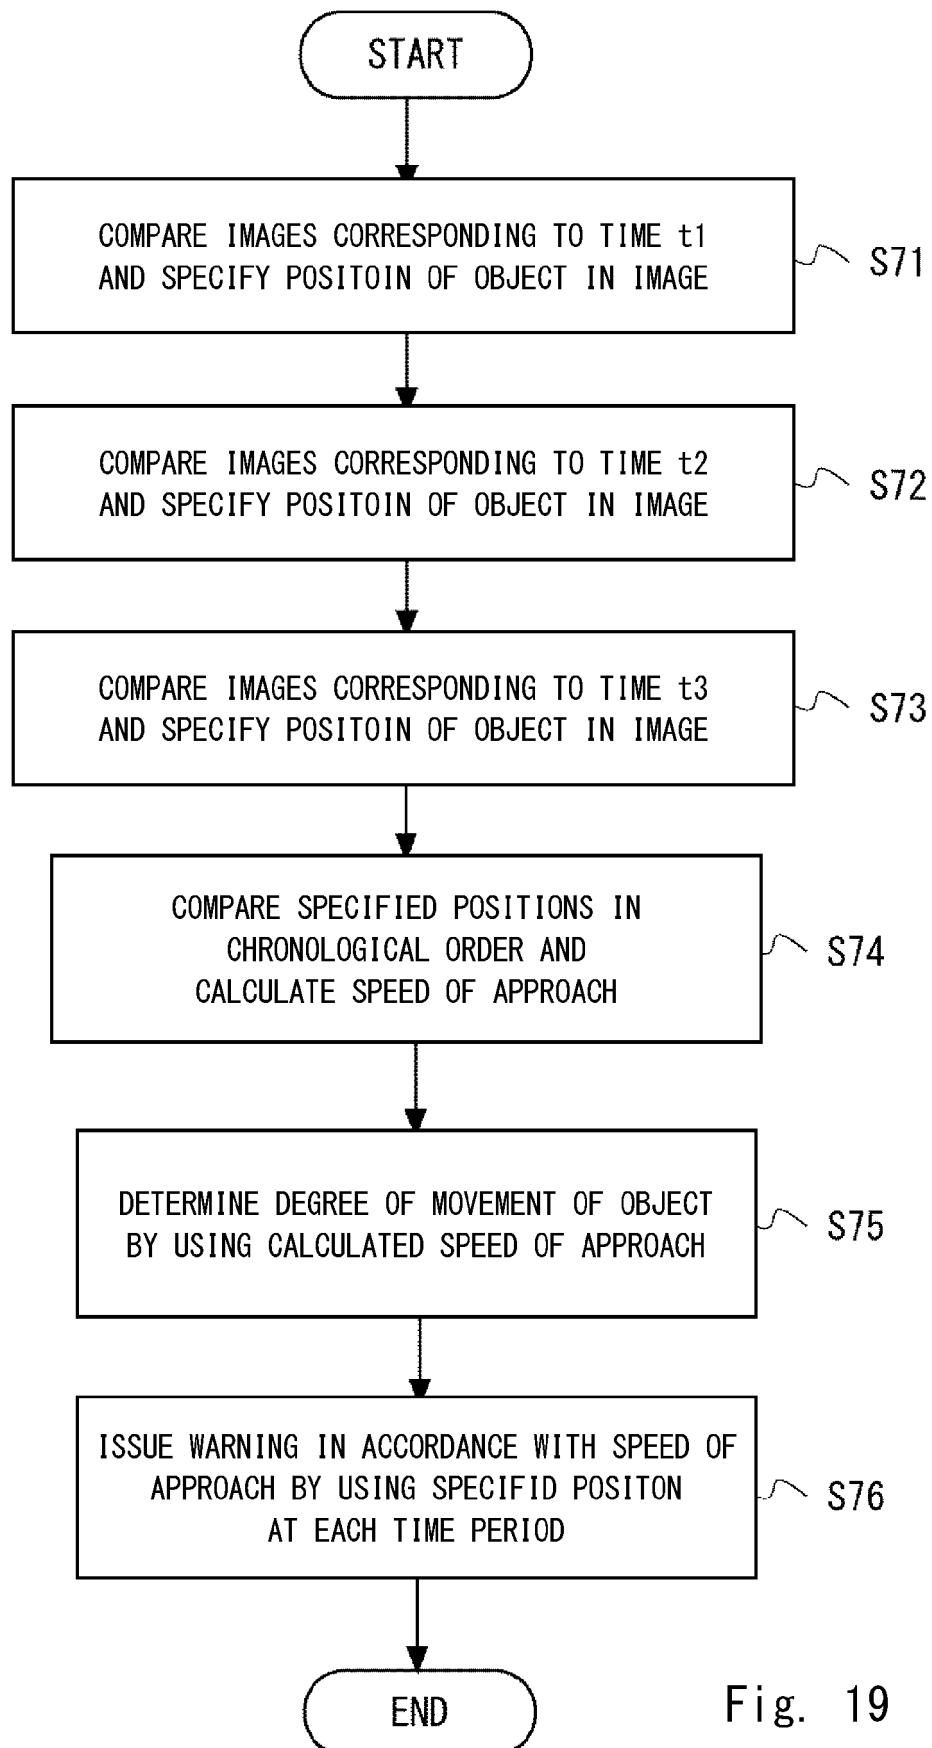 START
COMPARE IMAGES CORRESPONDING TO TIME t1
AND SPECIFY POSITOIN OF OBJECT IN IMAGE
S71
COMPARE IMAGES CORRESPONDING TO TIME t2
AND SPECIFY POSITOIN OF OBJECT IN IMAGE
S72
COMPARE IMAGES CORRESPONDING TO TIME t3
AND SPECIFY POSITOIN OF OBJECT IN IMAGE
S73
COMPARE SPECIFIED POSITIONS IN
CHRONOLOGICAL ORDER AND
CALCULATE SPEED OF APPROACH
S74
DETERMINE DEGREE OF MOVEMENT OF OBJECT
BY USING CALCULATED SPEED OF APPROACH
S75
ISSUE WARNING IN ACCORDANCE WITH SPEED OF
APPROACH BY USING SPECIFID POSITON
AT EACH TIME PERIOD
S76
END
Fig. 19